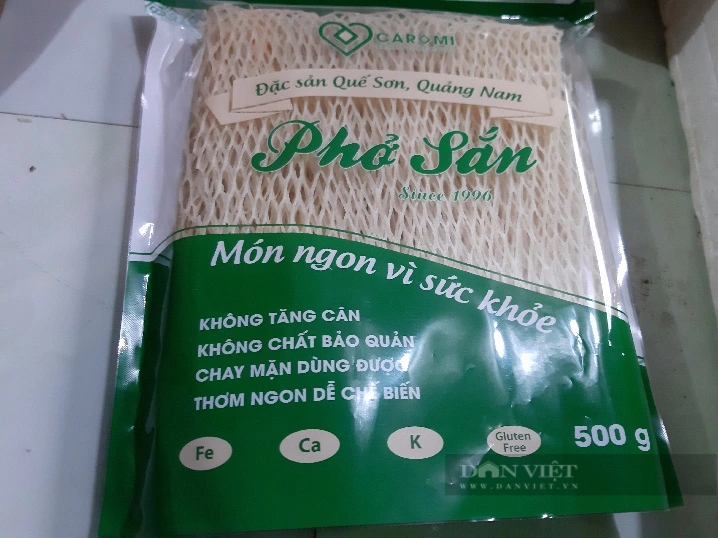 CAROMI
Đặc sản Quế Sơn, Quảng Nam
Phở Sắn
Since 1996
Món ngon vì sức khỏe
KHÔNG TĂNG CÂN
KHÔNG CHẤT BẢO QUẢN
CHAY MẶN DÙNG ĐƯỢC
THƠM NGON DỄ CHẾ BIẾN
Fe
Ca
K
Gluten
Free
500 g
DÂN VIỆT
WWW.DANVIET.VN